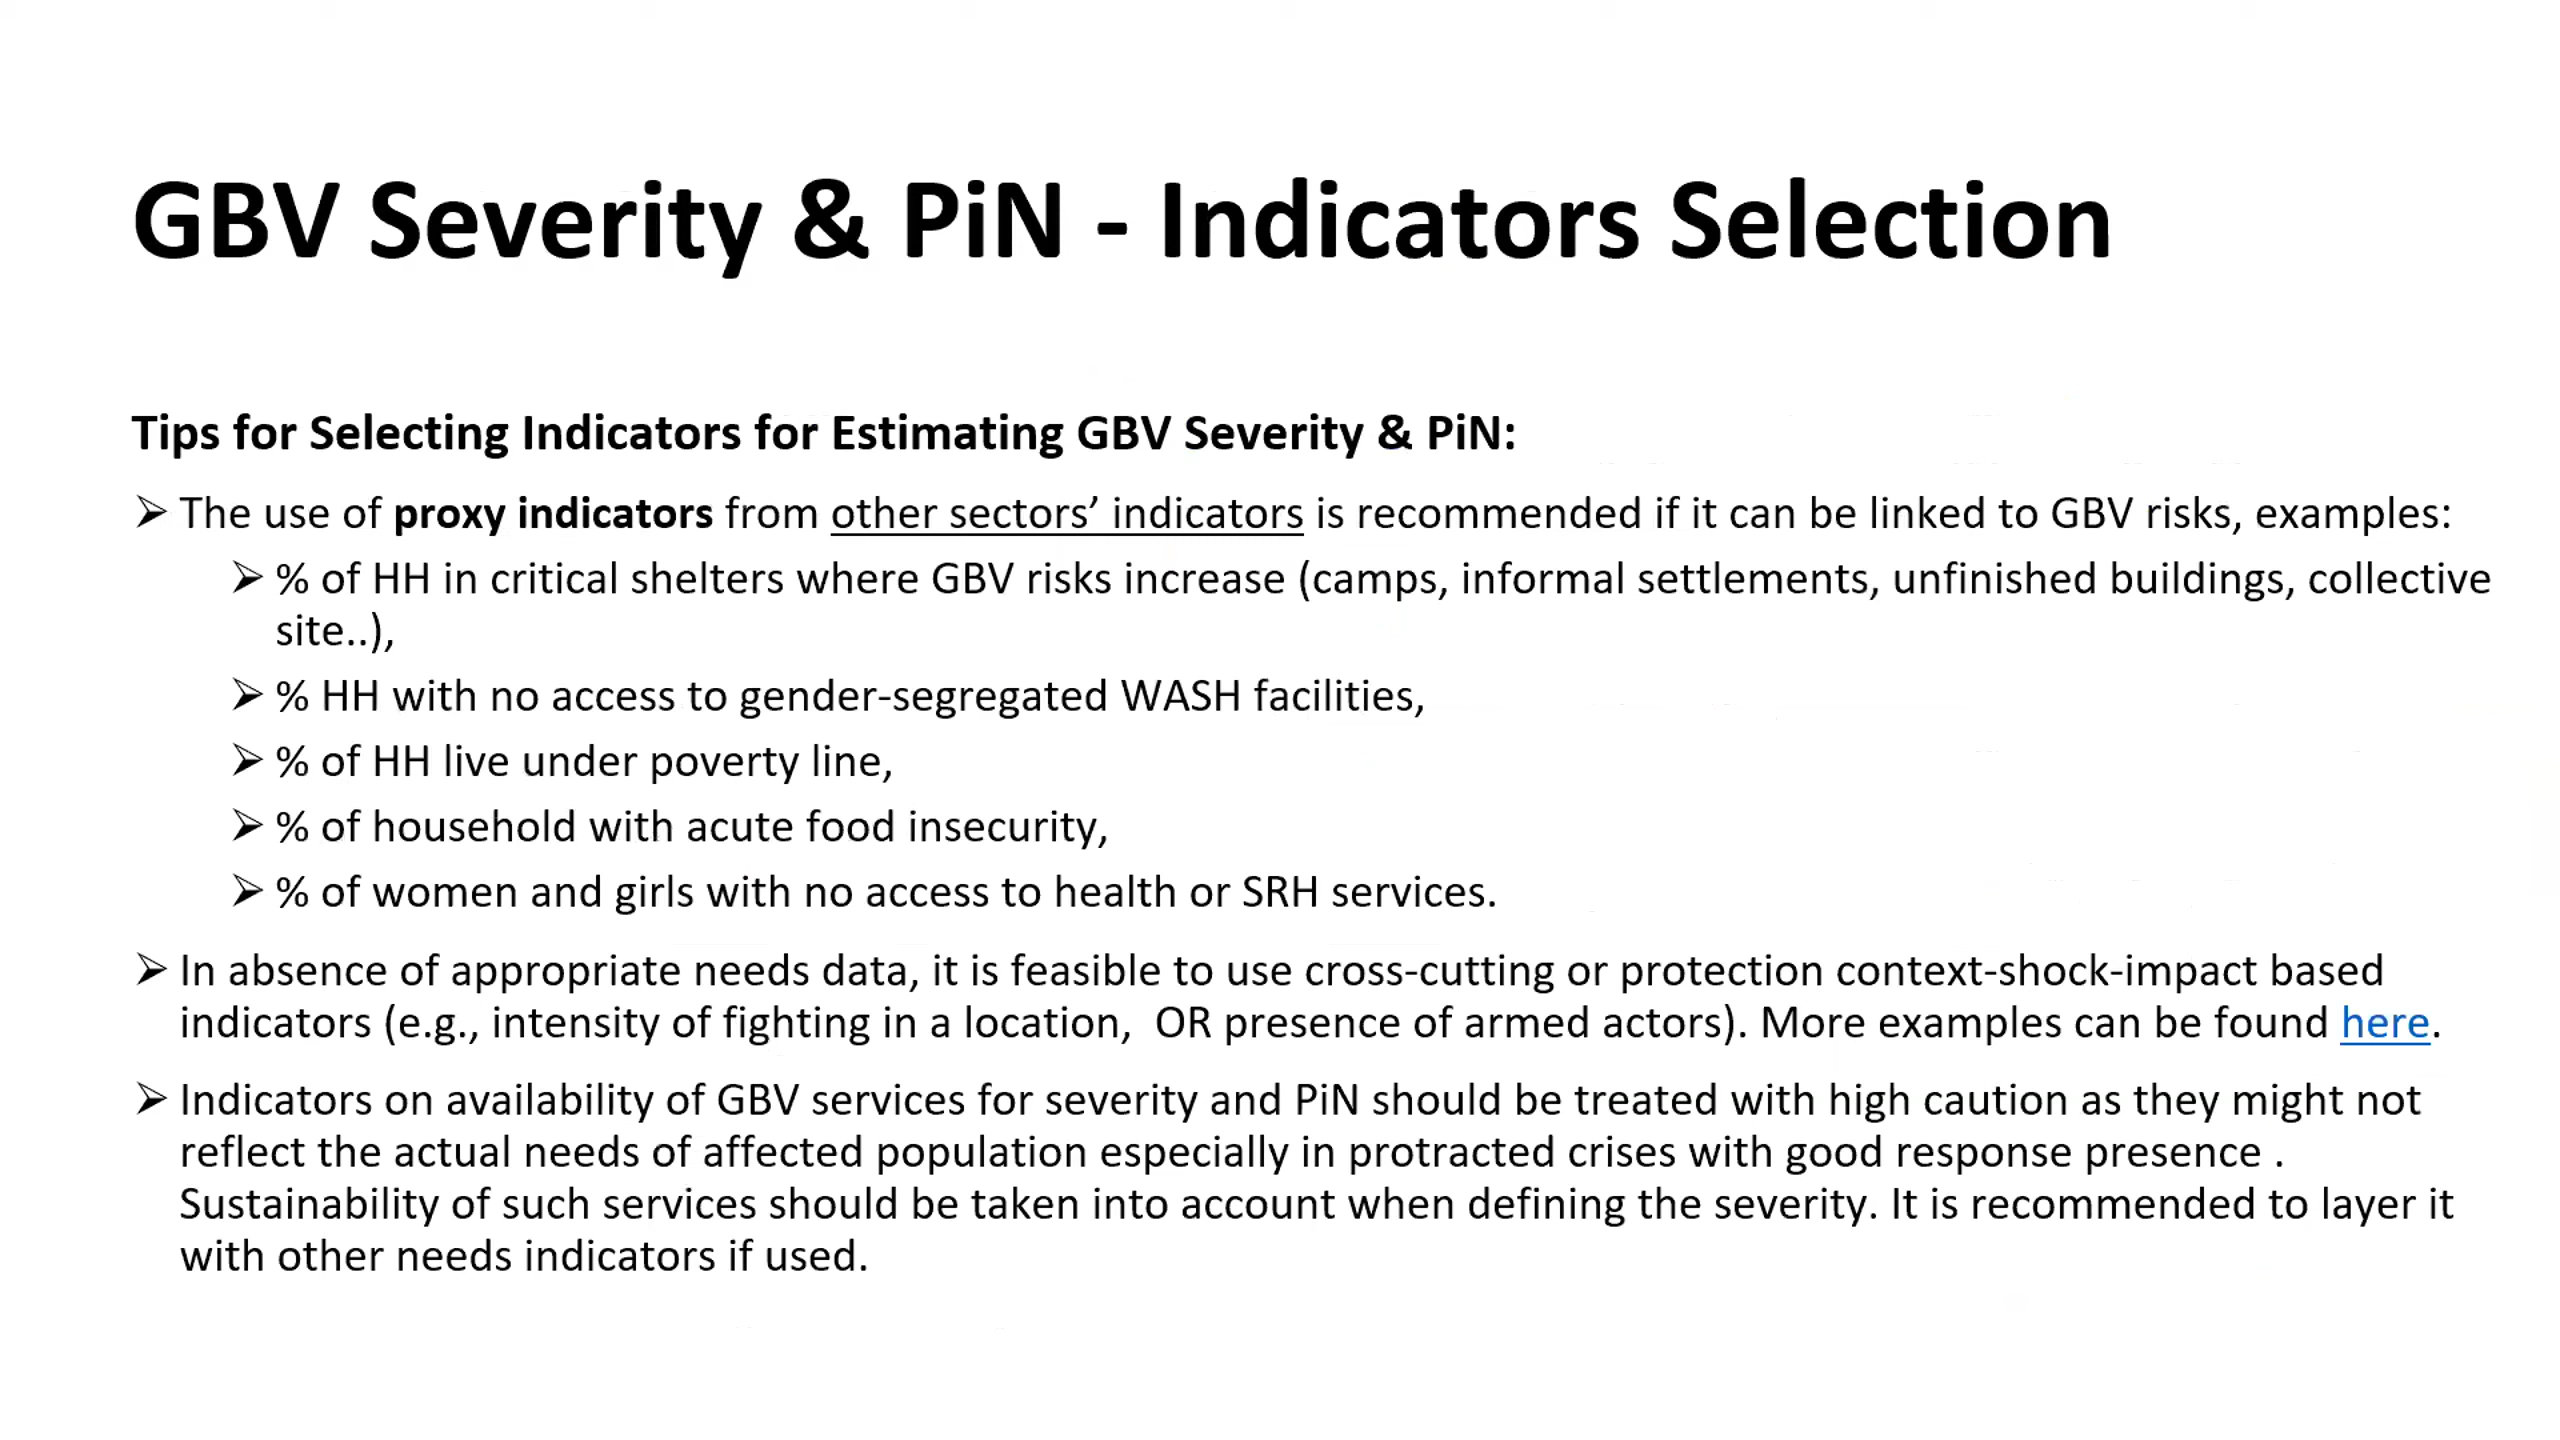 GBV Severity & PiN - Indicators Selection
Tips for Selecting Indicators for Estimating GBV Severity & PiN:
➢ The use of proxy indicators from other sectors’ indicators is recommended if it can be linked to GBV risks, examples:
➢ % of HH in critical shelters where GBV risks increase (camps, informal settlements, unfinished buildings, collective
site..),
➢ % HH with no access to gender-segregated WASH facilities,
➢ % of HH live under poverty line,
➢ % of household with acute food insecurity,
➢ % of women and girls with no access to health or SRH services.
➢ In absence of appropriate needs data, it is feasible to use cross-cutting or protection context-shock-impact based
indicators (e.g., intensity of fighting in a location,  OR presence of armed actors). More examples can be found here.
➢ Indicators on availability of GBV services for severity and PiN should be treated with high caution as they might not
reflect the actual needs of affected population especially in protracted crises with good response presence .
Sustainability of such services should be taken into account when defining the severity. It is recommended to layer it
with other needs indicators if used.